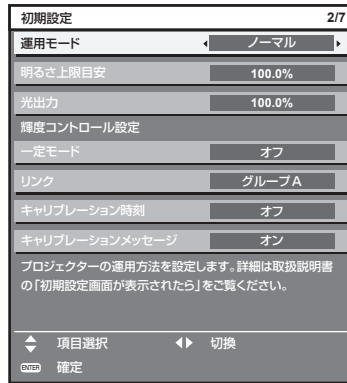 初期設定 2/7
運用モード ノーマル
明るさ上限目安 100.0%
光出力 100.0%
輝度コントロール設定
一定モード オフ
リンク グループA
キャリブレーション時刻 オフ
キャリブレーションメッセージ オン
プロジェクターの運用方法を設定します。詳細は取扱説明書
の「初期設定画面が表示されたら」をご覧ください。
項目選択 切換
ENTER 確定